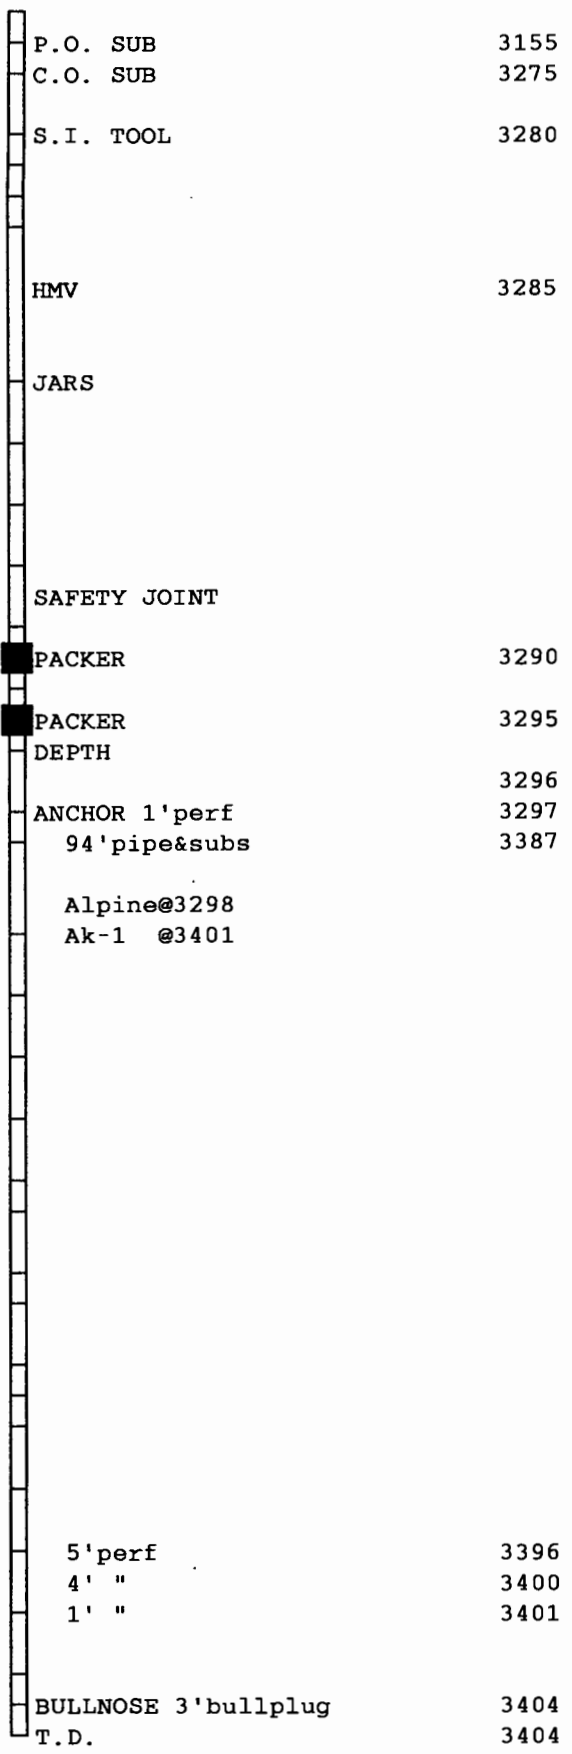 P.O. SUB 3155
C.O. SUB 3275
S.I. TOOL 3280
HMV 3285
JARS
SAFETY JOINT
PACKER 3290
PACKER 3295
DEPTH
3296
ANCHOR 1'perf 3297
94'pipe&subs 3387
Alpine@3298
Ak-1 @3401
5'perf 3396
4' " 3400
1' " 3401
BULLNOSE 3'bullplug 3404
T.D. 3404